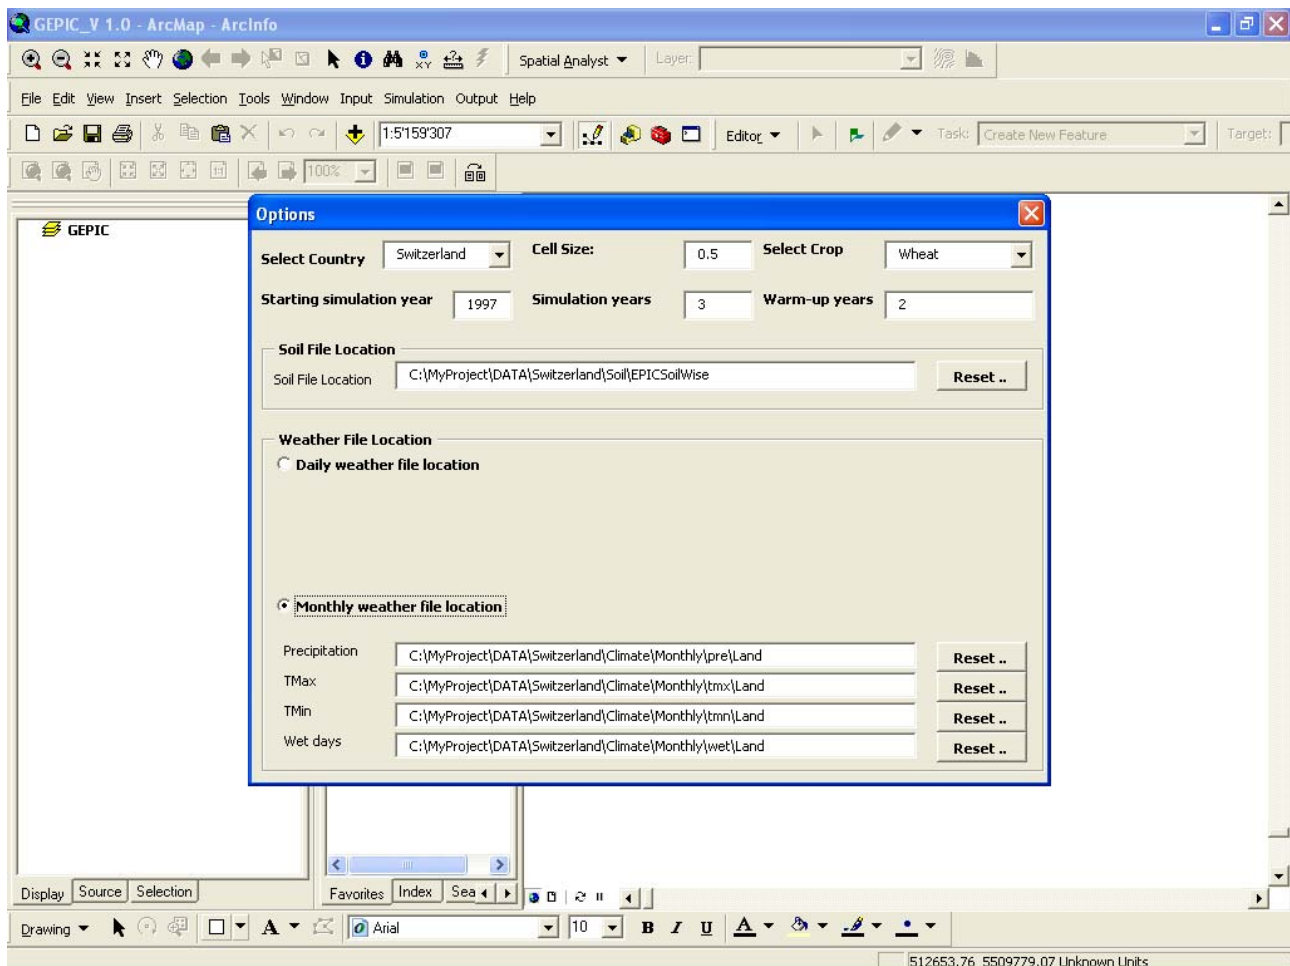 GEPIC_V 1.0 - ArcMap - ArcInfo
XY
Spatial Analyst
Layer:
File Edit View Insert Selection Tools Window Input Simulation Output Help
1:5'159'307
Editor
Task: Create New Feature
Target:
1:1
100%
GEPIC
Options
Select Country Switzerland Cell Size: 0.5 Select Crop Wheat
Starting simulation year 1997 Simulation years 3 Warm-up years 2
Soil File Location
Soil File Location C:\MyProject\DATA\Switzerland\Soil\EPICSoilWise Reset ..
Weather File Location
Daily weather file location
Monthly weather file location
Precipitation C:\MyProject\DATA\Switzerland\Climate\Monthly\pre\Land Reset ..
TMax C:\MyProject\DATA\Switzerland\Climate\Monthly\tmx\Land Reset ..
TMin C:\MyProject\DATA\Switzerland\Climate\Monthly\tmn\Land Reset ..
Wet days C:\MyProject\DATA\Switzerland\Climate\Monthly\wet\Land Reset ..
Display Source Selection
Favorites Index Sea
Drawing A Arial 10 B I U A
512653.76 5509779.07 Unknown Units